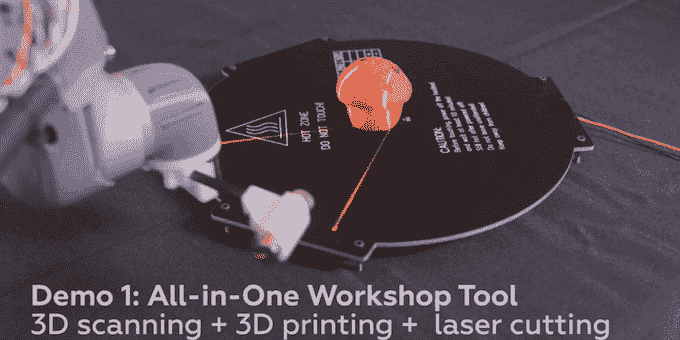 HOT ZONE
DO NOT TOUCH!
CAUTION:
Demo 1: All-in-One Workshop Tool
3D scanning + 3D printing + laser cutting